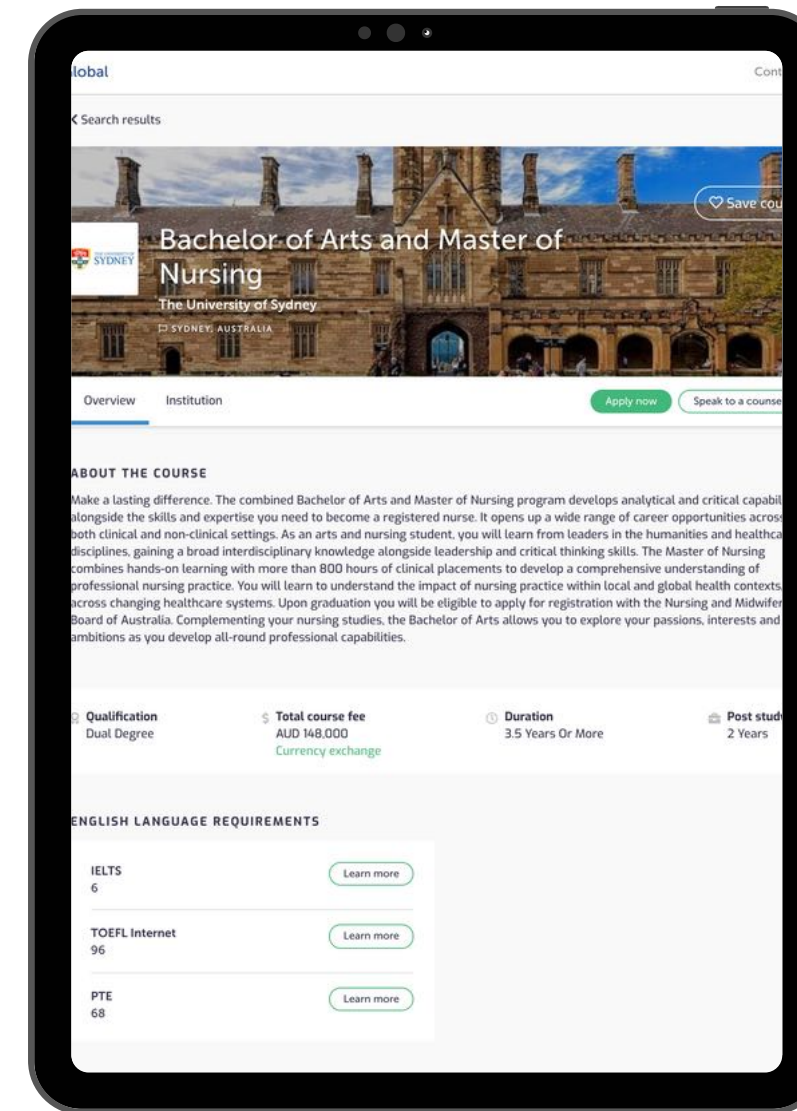 lobal
Cont
Search results
Save cou
SYDNEY
Bachelor of Arts and Master of
Nursing
The University of Sydney
SYDNEY, AUSTRALIA
Overview
Institution
Apply now
Speak to a counse
ABOUT THE COURSE
Make a lasting difference. The combined Bachelor of Arts and Master of Nursing program develops analytical and critical capabil
alongside the skills and expertise you need to become a registered nurse. It opens up a wide range of career opportunities across
both clinical and non-clinical settings. As an arts and nursing student, you will learn from leaders in the humanities and healthca
disciplines, gaining a broad interdisciplinary knowledge alongside leadership and critical thinking skills. The Master of Nursing
combines hands-on learning with more than 800 hours of clinical placements to develop a comprehensive understanding of
professional nursing practice. You will learn to understand the impact of nursing practice within local and global health contexts,
across changing healthcare systems. Upon graduation you will be eligible to apply for registration with the Nursing and Midwifer
Board of Australia. Complementing your nursing studies, the Bachelor of Arts allows you to explore your passions, interests and
ambitions as you develop all-round professional capabilities.
Qualification
Dual Degree
Total course fee
AUD 148,000
Currency exchange
Duration
3.5 Years Or More
Post stud
2 Years
ENGLISH LANGUAGE REQUIREMENTS
IELTS
6
Learn more
TOEFL Internet
96
Learn more
PTE
68
Learn more